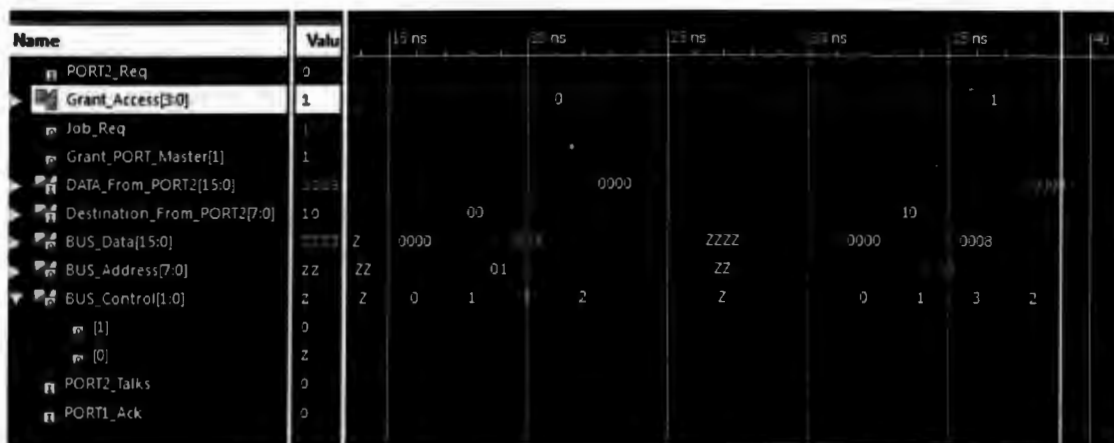 Name Valu 15 ns ns 25 ns ns ns
PORT2_Req 0
Grant_Access[3:0] 1 0 1
Job_Req
Grant_PORT_Master[1] 1
DATA_From_PORT2[15:0] 0000
Destination_From_PORT2[7:0] 10 00 10
BUS_Data[15:0] Z 0000 ZZZZ 0000 0008
BUS_Address[7:0] ZZ ZZ 01 ZZ
BUS_Control[1:0] Z Z 0 1 2 Z 0 1 3 2
[1] 0
[0] Z
PORT2_Talks 0
PORT1_Ack 0